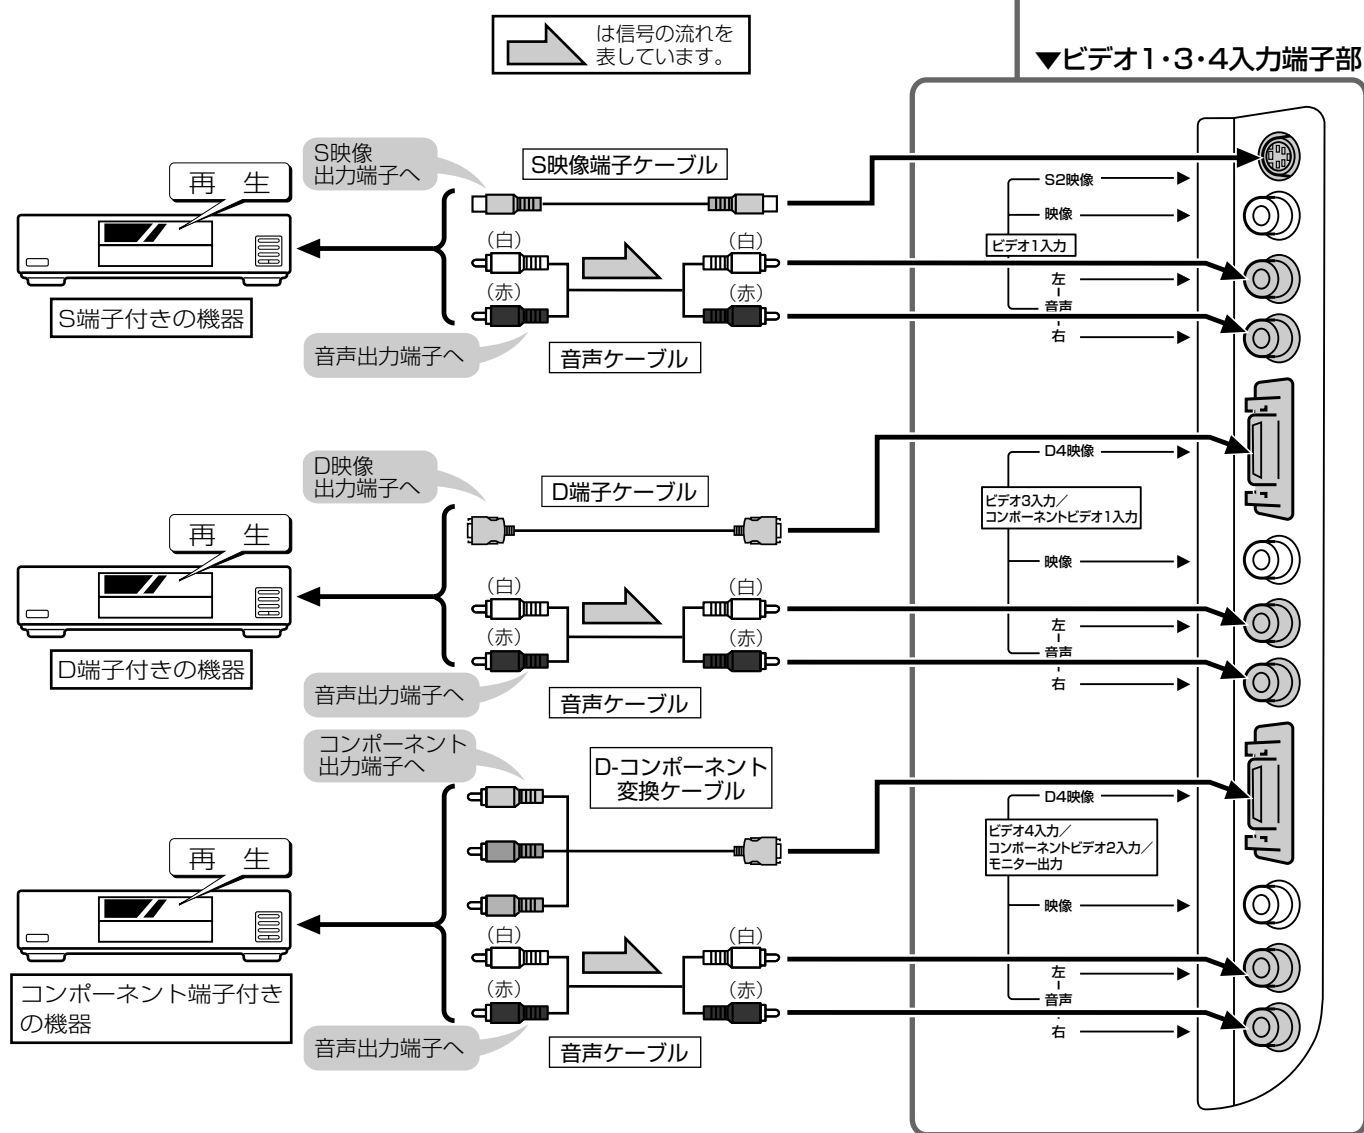 は信号の流れを
表しています。
▼ビデオ1・3・4入力端子部
S映像
出力端子へ
S映像端子ケーブル
再 生
(白)
(白)
(赤)
(赤)
S端子付きの機器
音声出力端子へ
音声ケーブル
S2映像
映像
ビデオ1入力
左
音声
右
D映像
出力端子へ
D端子ケーブル
再 生
(白)
(白)
(赤)
(赤)
D端子付きの機器
音声出力端子へ
音声ケーブル
D4映像
ビデオ3入力/
コンポーネントビデオ1入力
映像
左
音声
右
コンポーネント
出力端子へ
D-コンポーネント
変換ケーブル
再 生
(白)
(白)
(赤)
(赤)
コンポーネント端子付き
の機器
音声出力端子へ
音声ケーブル
D4映像
ビデオ4入力/
コンポーネントビデオ2入力/
モニター出力
映像
左
音声
右